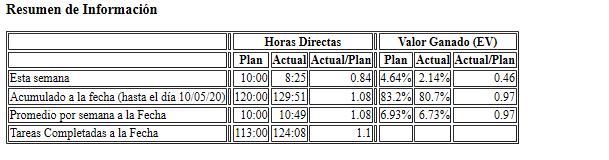 Resumen de Información
Horas Directas Valor Ganado (EV)
Plan Actual Actual/Plan Plan Actual Actual/Plan
Esta semana 10:00 8:25 0.84 4.64% 2.14% 0.46
Acumulado a la fecha (hasta el día 10/05/20) 120:00 129:51 1.08 83.2% 80.7% 0.97
Promedio por semana a la Fecha 10:00 10:49 1.08 6.93% 6.73% 0.97
Tareas Completadas a la Fecha 113:00 124:08 1.1